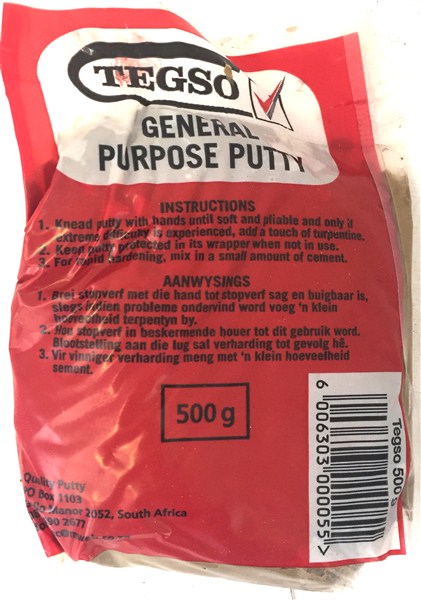 TEGSO
GENERAL
PURPOSE PUTTY
INSTRUCTIONS
1. Knead putty with hands until soft and pliable and only if
extreme difficulty is experienced, add a touch of turpentine.
2. Keep putty protected in its wrapper when not in use.
3. For rapid hardening, mix in a small amount of cement.
AANWYSINGS
1. Brei stopverf met die hand tot stopverf sag en buigbaar is,
slegs indien probleme ondervind word voeg 'n klein
hoeveelheid terpentyn by.
2. Hou stopverf in beskermende houer tot dit gebruik word.
Blootstelling aan die lug sal verharding tot gevolg hê.
3. Vir vinniger verharding meng met 'n klein hoeveelheid
sement.
500 g
Quality Putty
PO Box 1103
Manor 2052, South Africa
2677
Tegso 500 g
6 006303 000055 >